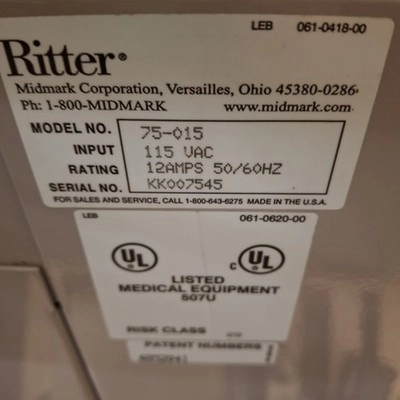 LEB 061-0418-00
Ritter®
Midmark Corporation, Versailles, Ohio 45380-0286
Ph: 1-800-MIDMARK www.midmark.com
MODEL NO. 75-015
INPUT 115 VAC
RATING 12AMPS 50/60HZ
SERIAL NO. KK007545
FOR SALES AND SERVICE, CALL 1-800-643-6275 MADE IN THE U.S.A.
LEB 061-0620-00
UL ® C UL ®
LISTED
MEDICAL EQUIPMENT
507U
RISK CLASS
PATENT NUMBERS